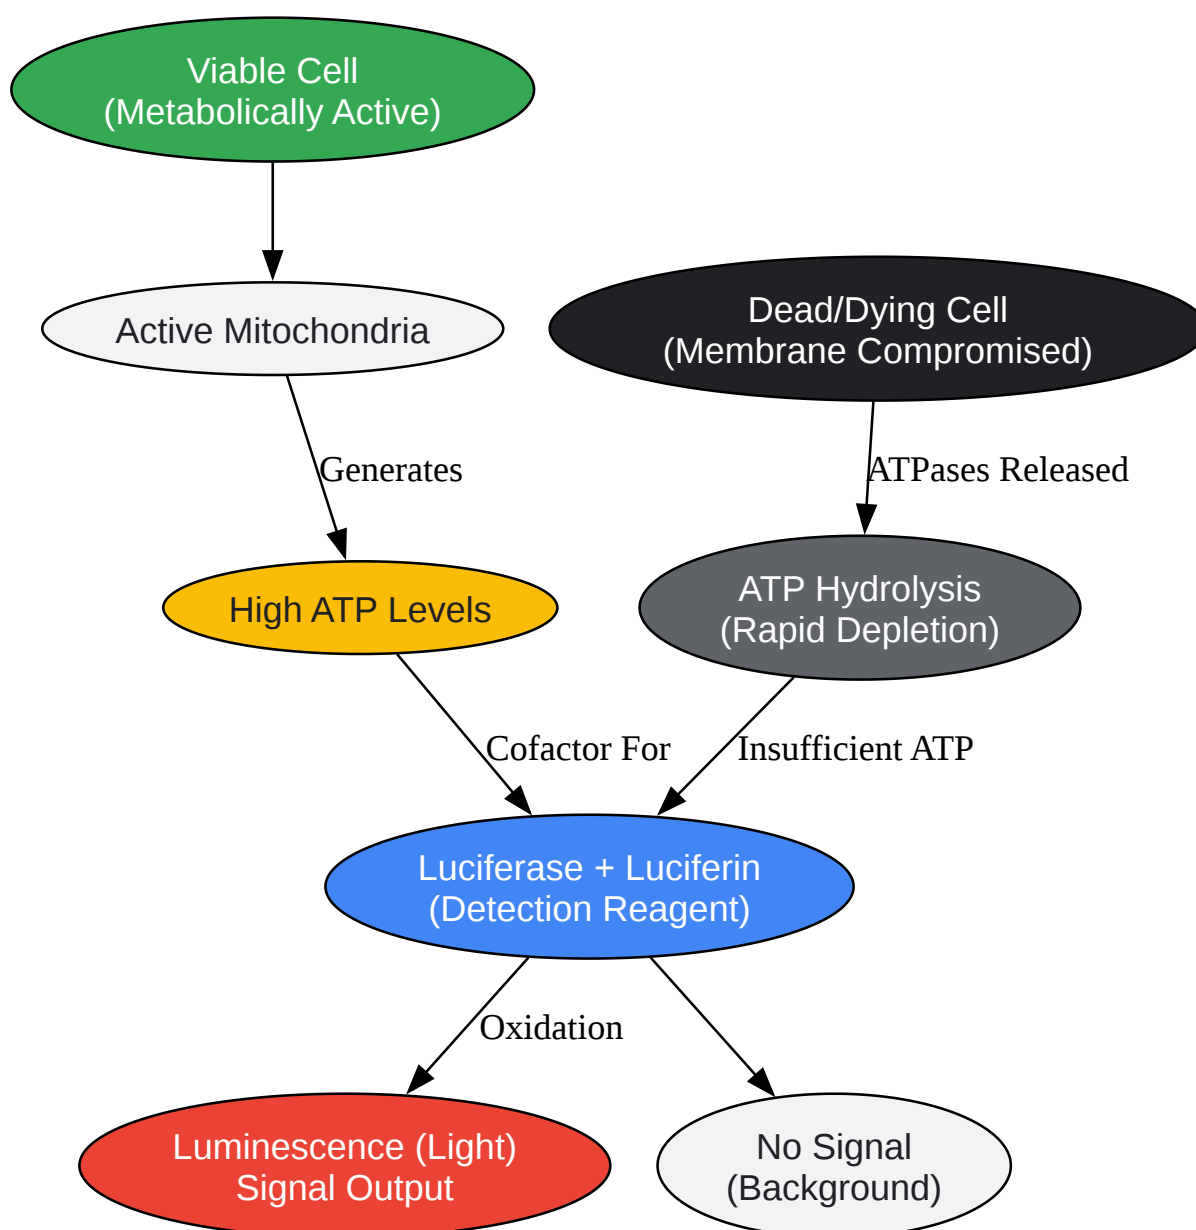 Viable Cell
(Metabolically Active)
Active Mitochondria
Dead/Dying Cell
(Membrane Compromised)
Generates
ATPases Released
High ATP Levels
ATP Hydrolysis
(Rapid Depletion)
Cofactor For
Insufficient ATP
Luciferase + Luciferin
(Detection Reagent)
Oxidation
Luminescence (Light)
Signal Output
No Signal
(Background)